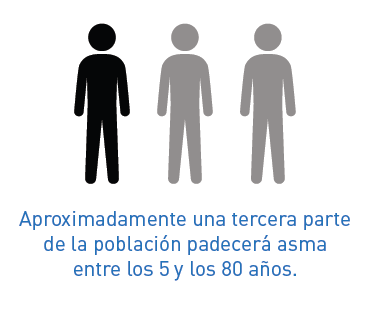 Aproximadamente una tercera parte
de la población padecerá asma
entre los 5 y los 80 años.